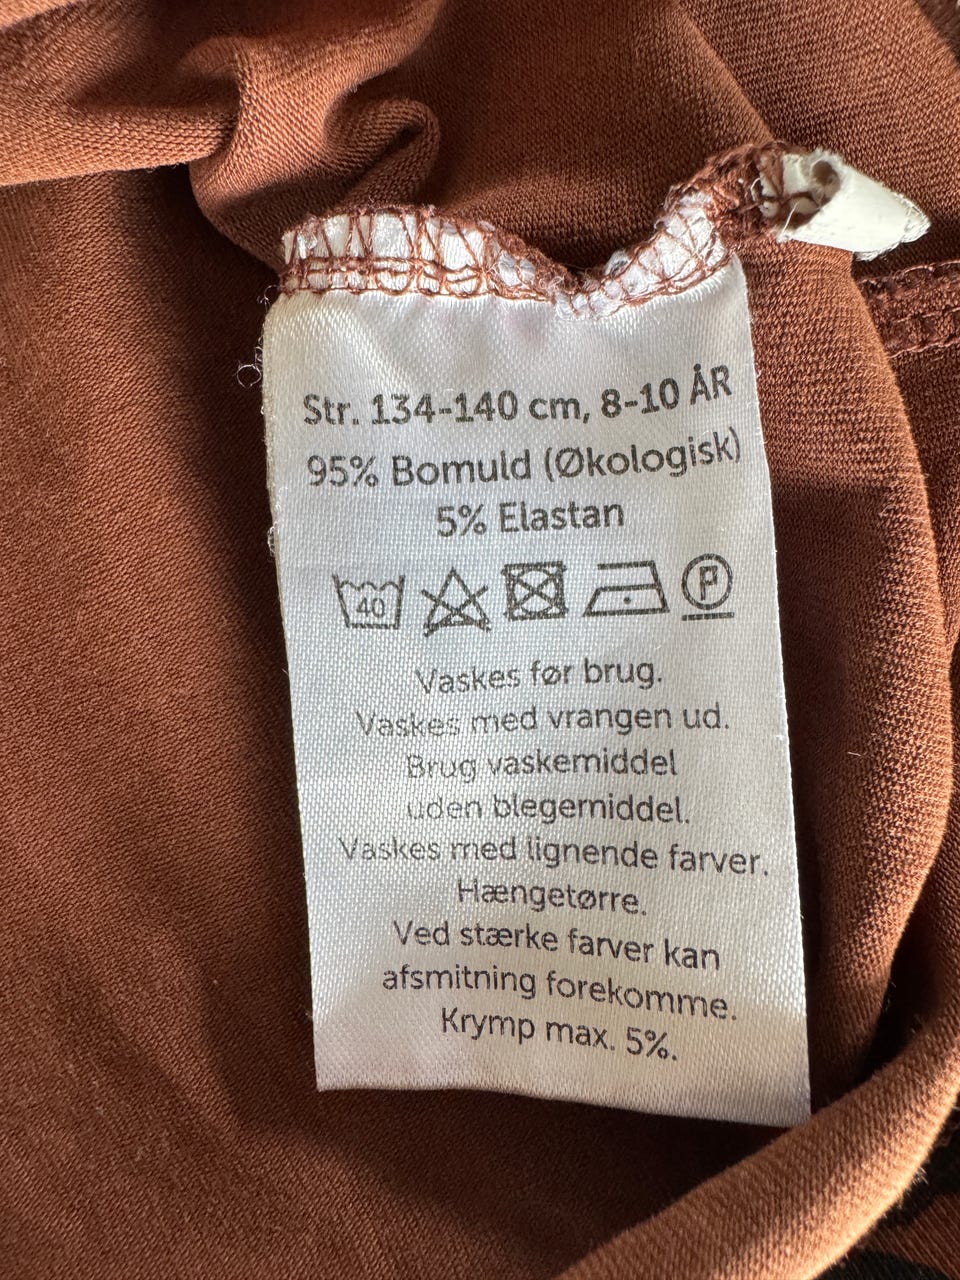 Str. 134-140 cm, 8-10 ÅR
95% Bomuld (Økologisk)
5% Elastan
40 P
Vaskes før brug.
Vaskes med vrangen ud.
Brug vaskemiddel
uden blegemiddel.
Vaskes med lignende farver.
Hængetørre.
Ved stærke farver kan
afsmitning forekomme.
Krymp max. 5%.